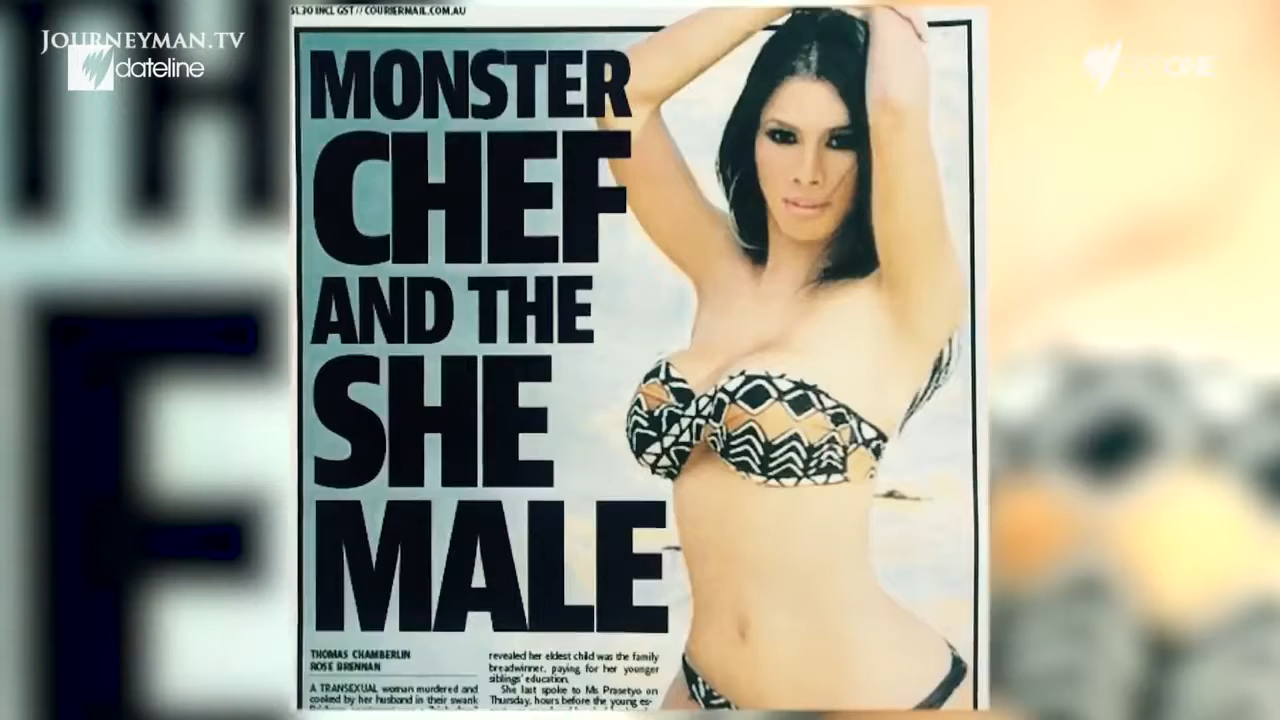 $1.30 INCL GST // COURIERMAIL.COM.AU
JOURNEYMAN.TV
dateline
ONE
MONSTER
CHEF
AND THE
SHE
MALE
THOMAS CHAMBERLIN
ROSE BRENNAN
A TRANSEXUAL woman murdered and
cooked by her husband in their swank
revealed her eldest child was the family
breadwinner, paying for her younger
siblings' education.
She last spoke to Ms Prasetyo on
Thursday, hours before the young es-